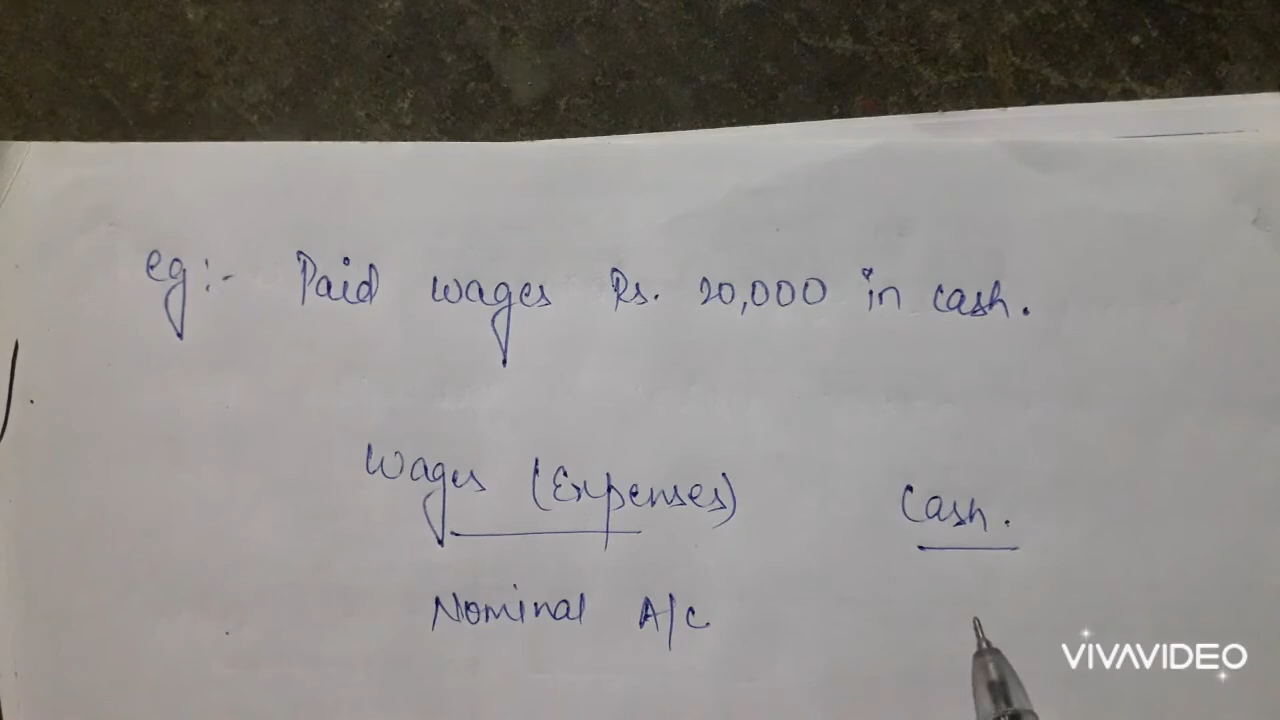 eg:- Paid wages Rs. 20,000 in cash.
Wages (Expenses) Cash.
Nominal A/c
VIVAVIDEO